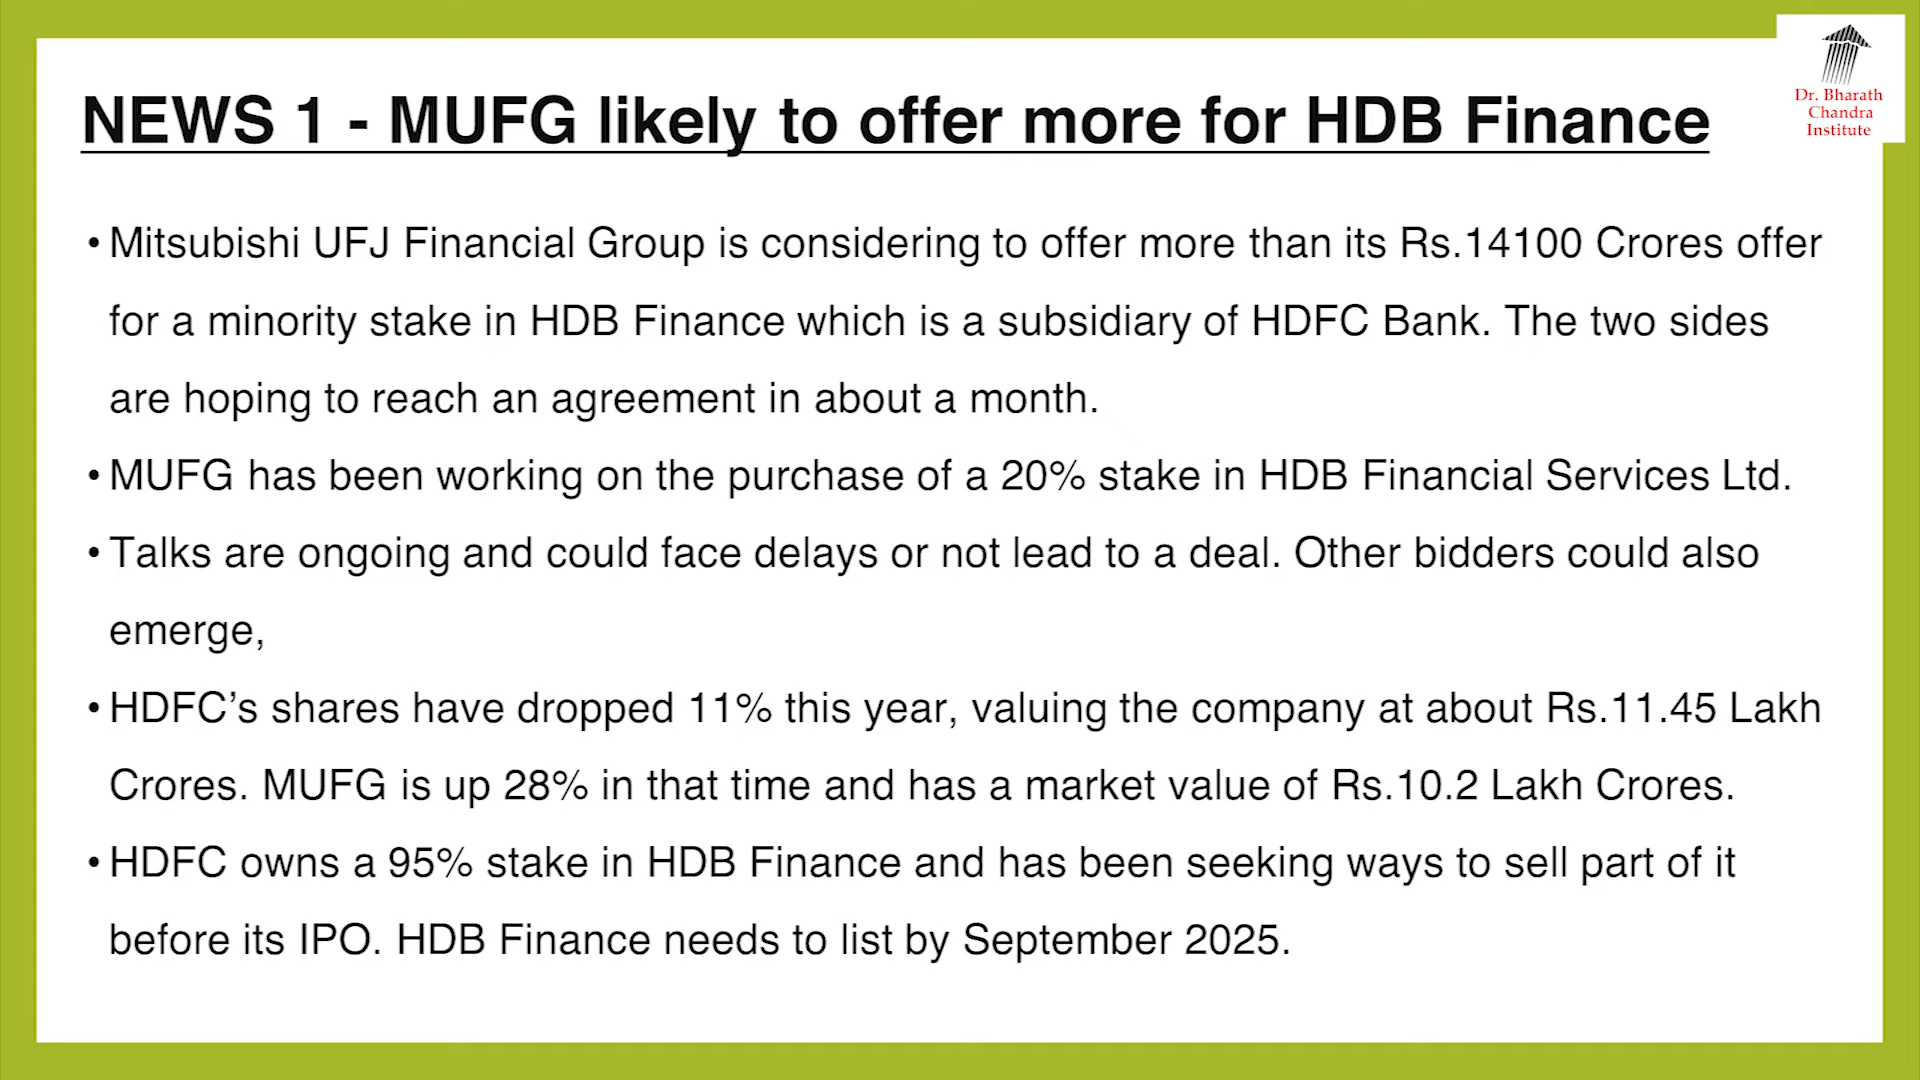 NEWS 1 - MUFG likely to offer more for HDB Finance
Dr. Bharath
Chandra
Institute
• Mitsubishi UFJ Financial Group is considering to offer more than its Rs.14100 Crores offer
for a minority stake in HDB Finance which is a subsidiary of HDFC Bank. The two sides
are hoping to reach an agreement in about a month.
• MUFG has been working on the purchase of a 20% stake in HDB Financial Services Ltd.
• Talks are ongoing and could face delays or not lead to a deal. Other bidders could also
emerge,
• HDFC’s shares have dropped 11% this year, valuing the company at about Rs.11.45 Lakh
Crores. MUFG is up 28% in that time and has a market value of Rs.10.2 Lakh Crores.
• HDFC owns a 95% stake in HDB Finance and has been seeking ways to sell part of it
before its IPO. HDB Finance needs to list by September 2025.